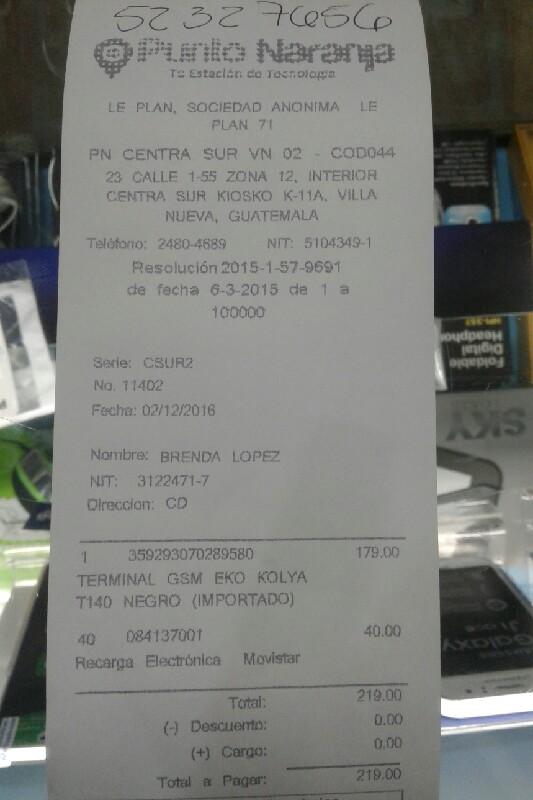 52327656
Punto Naranja
Tu Estación de Tecnología
LE PLAN, SOCIEDAD ANONIMA LE
PLAN 71
PN CENTRA SUR VN 02 - COD044
23 CALLE 1-55 ZONA 12, INTERIOR
CENTRA SUR KIOSKO K-11A, VILLA
NUEVA, GUATEMALA
Teléfono: 2480-4689 NIT: 5104349-1
Resolución 2015-1-57-9691
de fecha 6-3-2015 de 1 a
100000
Serie: CSUR2
No. 11402
Fecha: 02/12/2016
Nombre: BRENDA LOPEZ
NIT: 3122471-7
Direccion: CD
1 359293070289580 179.00
TERMINAL GSM EKO KOLYA
T140 NEGRO (IMPORTADO)
40 084137001 40.00
Recarga Electrónica Movistar
Total: 219.00
(-) Descuento: 0.00
(+) Cargo: 0.00
Total a Pagar: 219.00
Foldable
Digital
Headphon
SKY
Galaxy
J1 ace